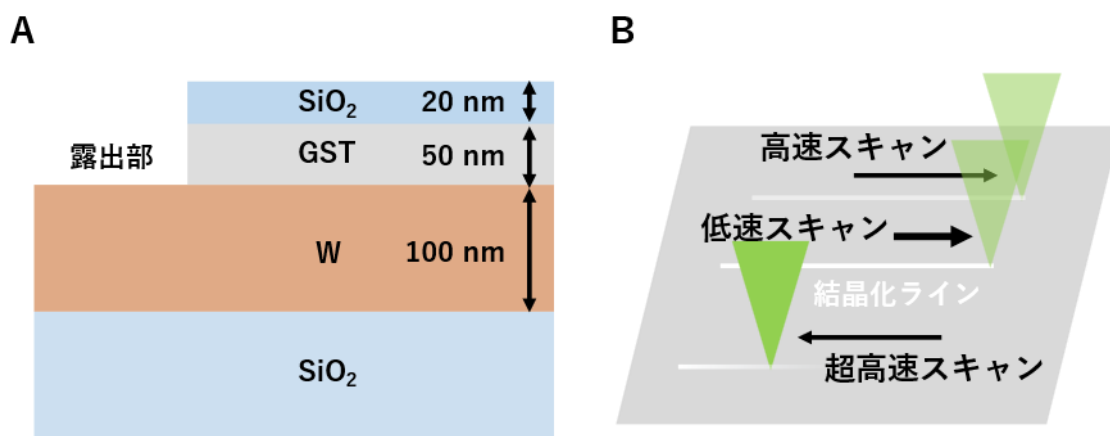 A
SiO₂ 20 nm
露出部
GST 50 nm
W 100 nm
SiO₂
B
高速スキャン
低速スキャン
結晶化ライン
超高速スキャン